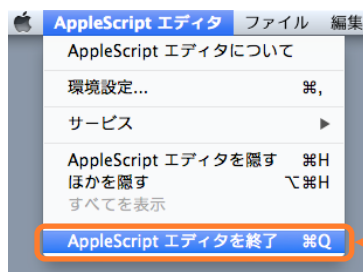 AppleScript エディタ ファイル 編集
AppleScript エディタについて
環境設定... ⌘,
サービス ▶
AppleScript エディタを隠す ⌘H
ほかを隠す ⌥⌘H
すべてを表示
AppleScript エディタを終了 ⌘Q